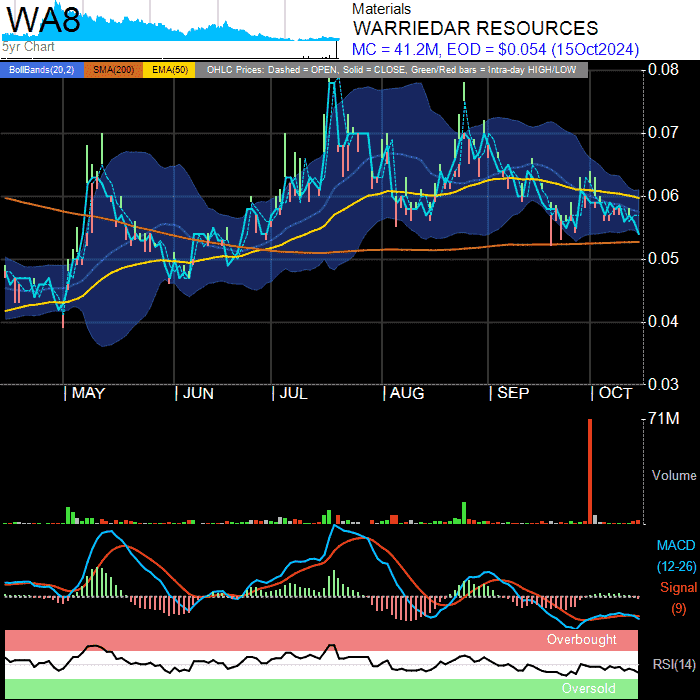 WA8
5yr Chart
Materials
WARRIEDAR RESOURCES
MC = 41.2M, EOD = $0.054 (15Oct2024)
BollBands(20,2) SMA(200) EMA(50) OHLC Prices: Dashed = OPEN, Solid = CLOSE, Green/Red bars = Intra-day HIGH/LOW
0.08
0.07
0.06
0.05
0.04
0.03
| MAY | JUN | JUL | AUG | SEP | OCT
71M
Volume
MACD
(12-26)
Signal
(9)
Overbought
RSI(14)
Oversold